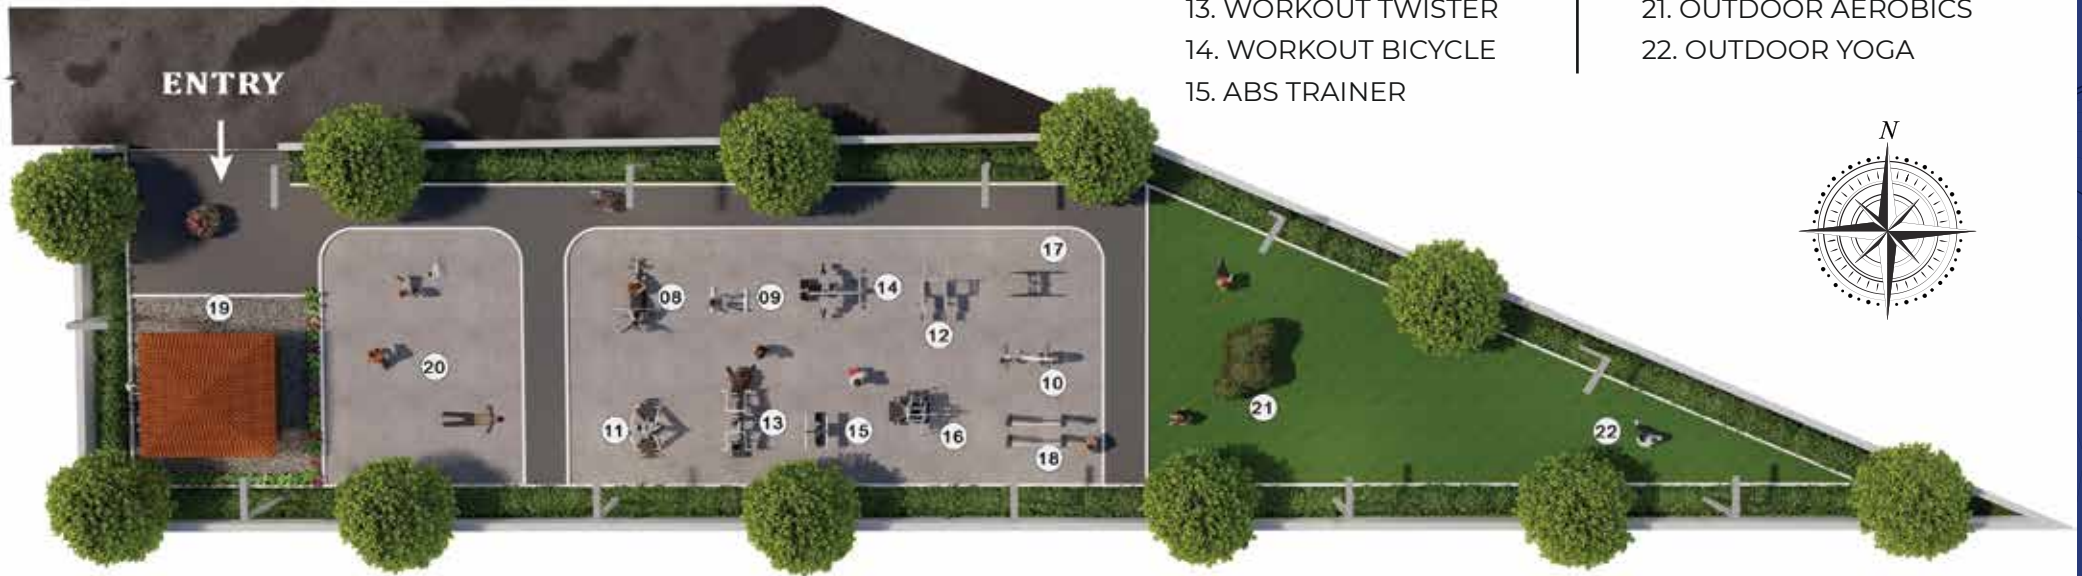 13. WORKOUT TWISTER
14. WORKOUT BICYCLE
15. ABS TRAINER
21. OUTDOOR AEROBICS
22. OUTDOOR YOGA
ENTRY
N
17
08
09
14
19
12
20
10
11
13
15
16
18
21
22